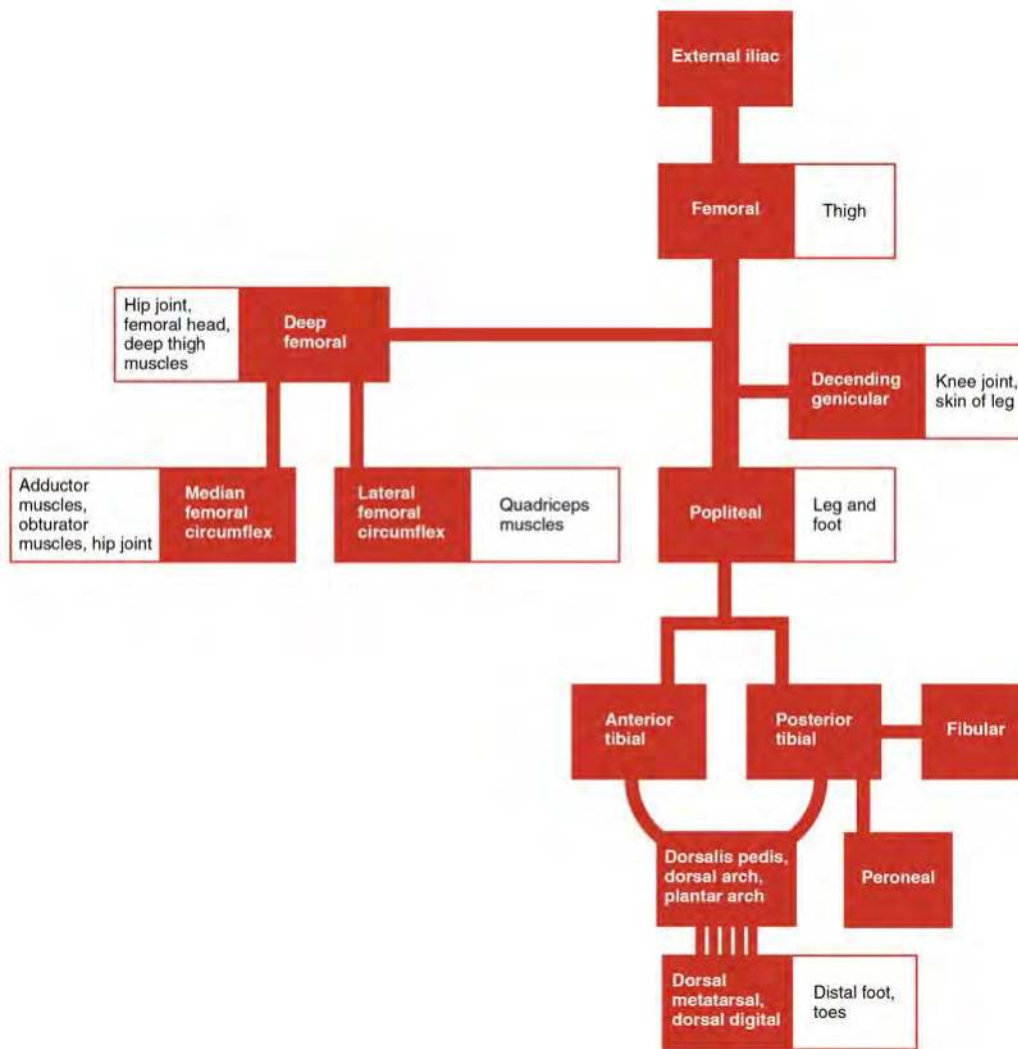 External iliac
Femoral
Thigh
Hip joint,
femoral head,
deep thigh
muscles
Deep
femoral
Decending
genicular
Knee joint,
skin of leg
Adductor
muscles,
obturator
muscles, hip joint
Median
femoral
circumflex
Lateral
femoral
circumflex
Quadriceps
muscles
Popliteal
Leg and
foot
Anterior
tibial
Posterior
tibial
Fibular
Dorsalis pedis,
dorsal arch,
plantar arch
Peroneal
Dorsal
metatarsal,
dorsal digital
Distal foot,
toes